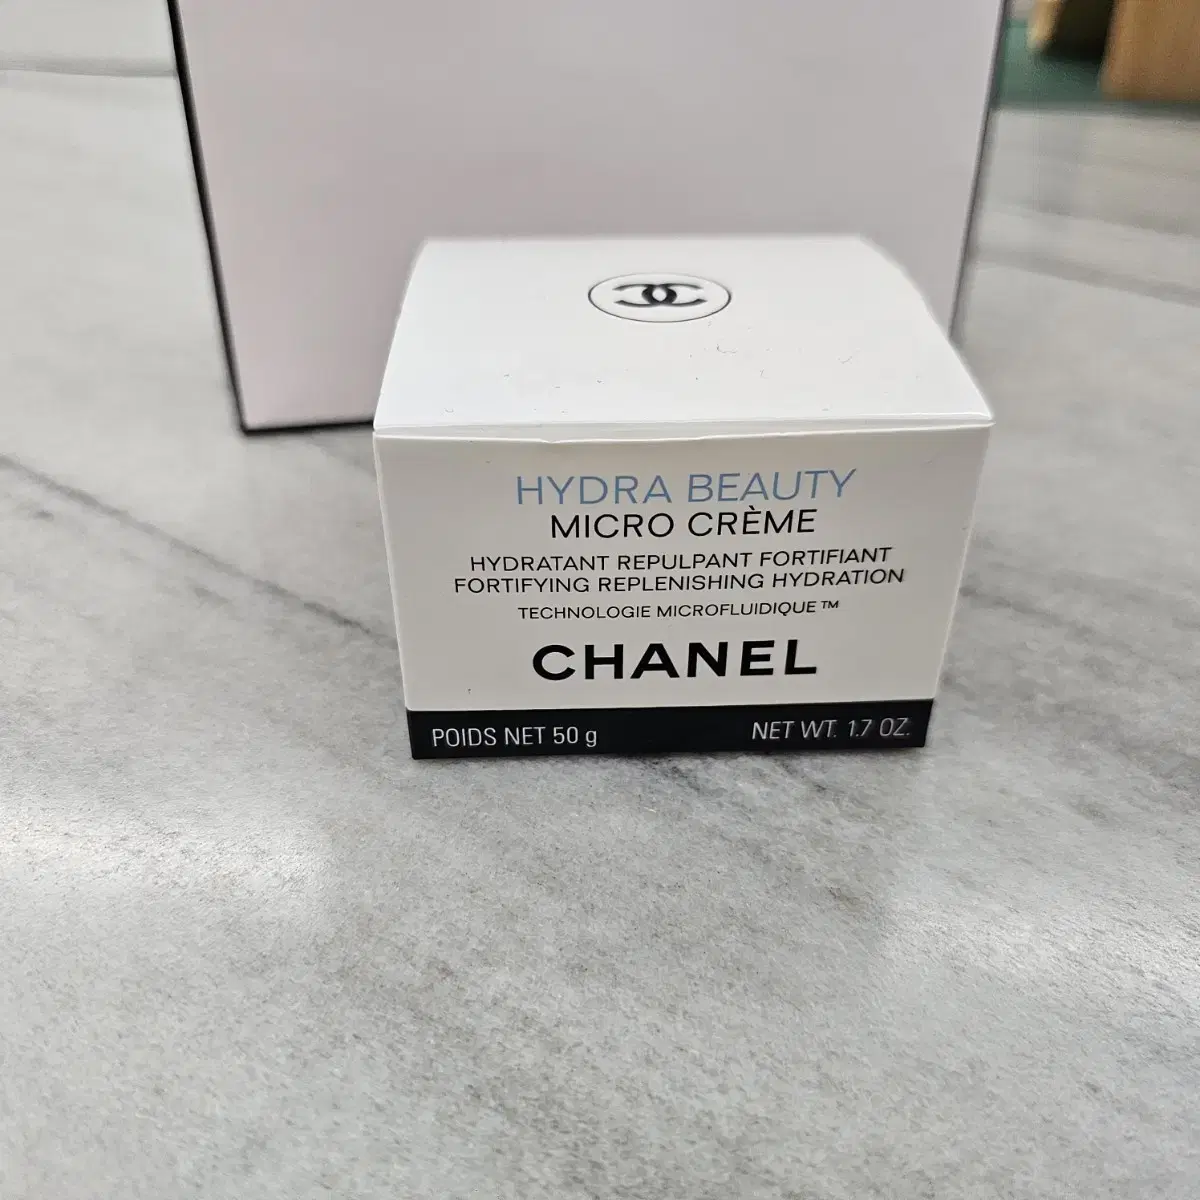 HYDRA BEAUTY
MICRO CRÈME
HYDRATANT REPULPANT FORTIFIANT
FORTIFYING REPLENISHING HYDRATION
TECHNOLOGIE MICROFLUIDIQUE™
CHANEL
POIDS NET 50 g NET WT. 1.7 OZ.